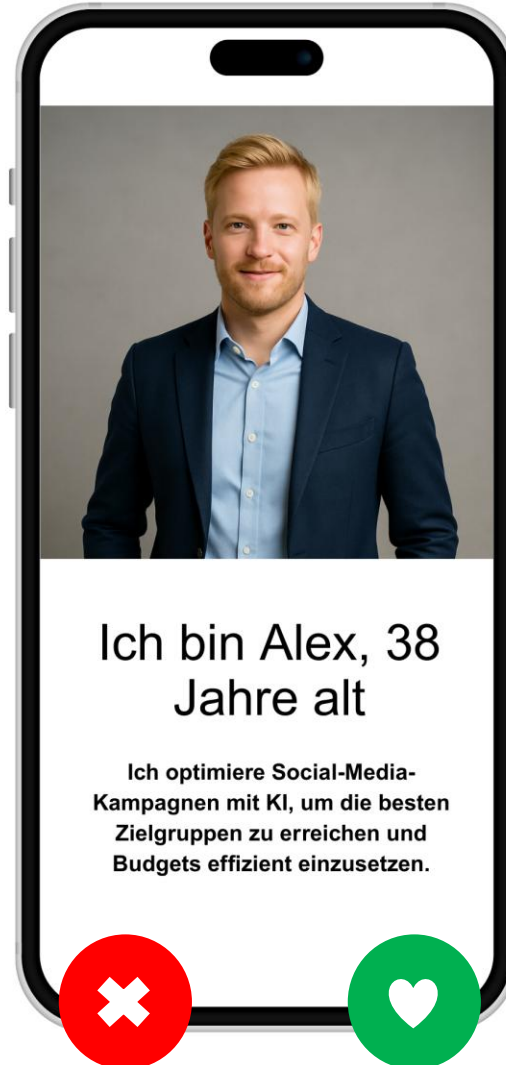 Ich bin Alex, 38
Jahre alt
Ich optimiere Social-Media-
Kampagnen mit KI, um die besten
Zielgruppen zu erreichen und
Budgets effizient einzusetzen.